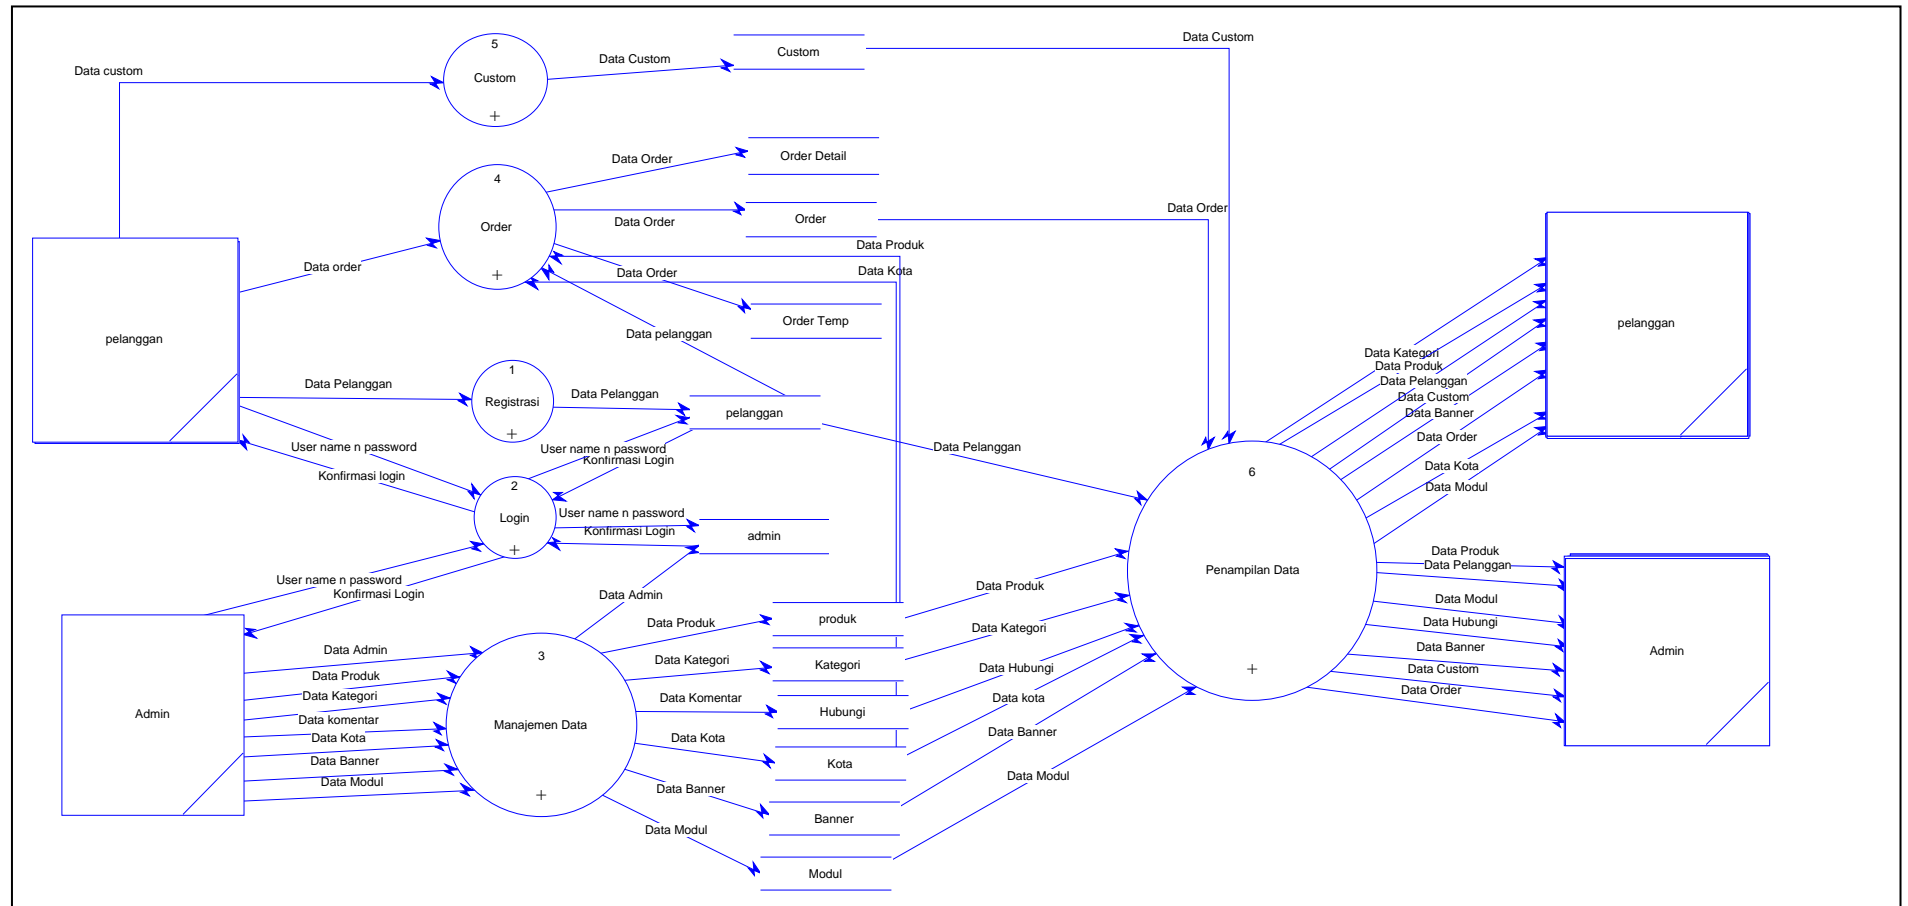 5
Custom
+
Data custom
Data Custom
Custom
Data Custom
4
Order
+
Data order
Data Order
Order Detail
Data Order
Order
Data Order
Data Produk
Data Kota
Data Order
Order Temp
Data pelanggan
pelanggan
1
Registrasi
+
Data Pelanggan
Data Pelanggan
pelanggan
Data Pelanggan
User name n password
Konfirmasi login
User name n password
Konfirmasi Login
2
Login
+
User name n password
Konfirmasi Login
admin
User name n password
Konfirmasi Login
Data Admin
Admin
Data Admin
Data Produk
Data Kategori
Data komentar
Data Kota
Data Banner
Data Modul
3
Manajemen Data
+
Data Produk
Data Kategori
Data Komentar
Data Kota
Data Banner
Data Modul
produk
Kategori
Hubungi
Kota
Banner
Modul
Data Produk
Data Kategori
Data Hubungi
Data kota
Data Banner
Data Modul
6
Penampilan Data
+
Data Kategori
Data Produk
Data Pelanggan
Data Custom
Data Banner
Data Order
Data Kota
Data Modul
pelanggan
Data Produk
Data Pelanggan
Data Modul
Data Hubungi
Data Banner
Data Custom
Data Order
Admin